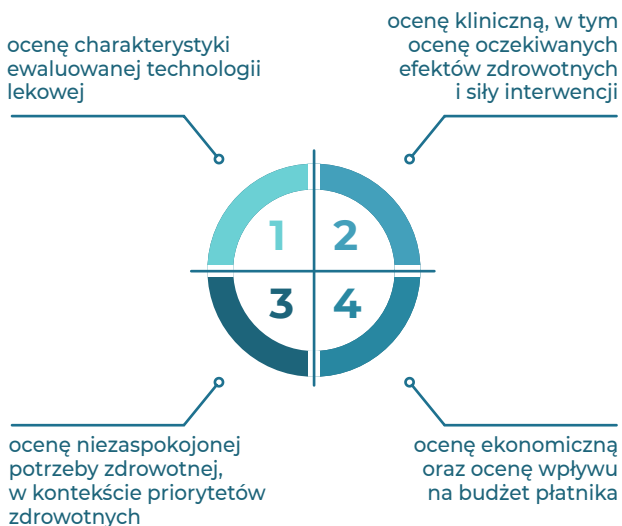 ocenę charakterystyki
ewaluowanej technologii
lekowej
ocenę kliniczną, w tym
ocenę oczekiwanych
efektów zdrowotnych
i siły interwencji
1
2
3
4
ocenę niezaspokojonej
potrzeby zdrowotnej,
w kontekście priorytetów
zdrowotnych
ocenę ekonomiczną
oraz ocenę wpływu
na budżet płatnika